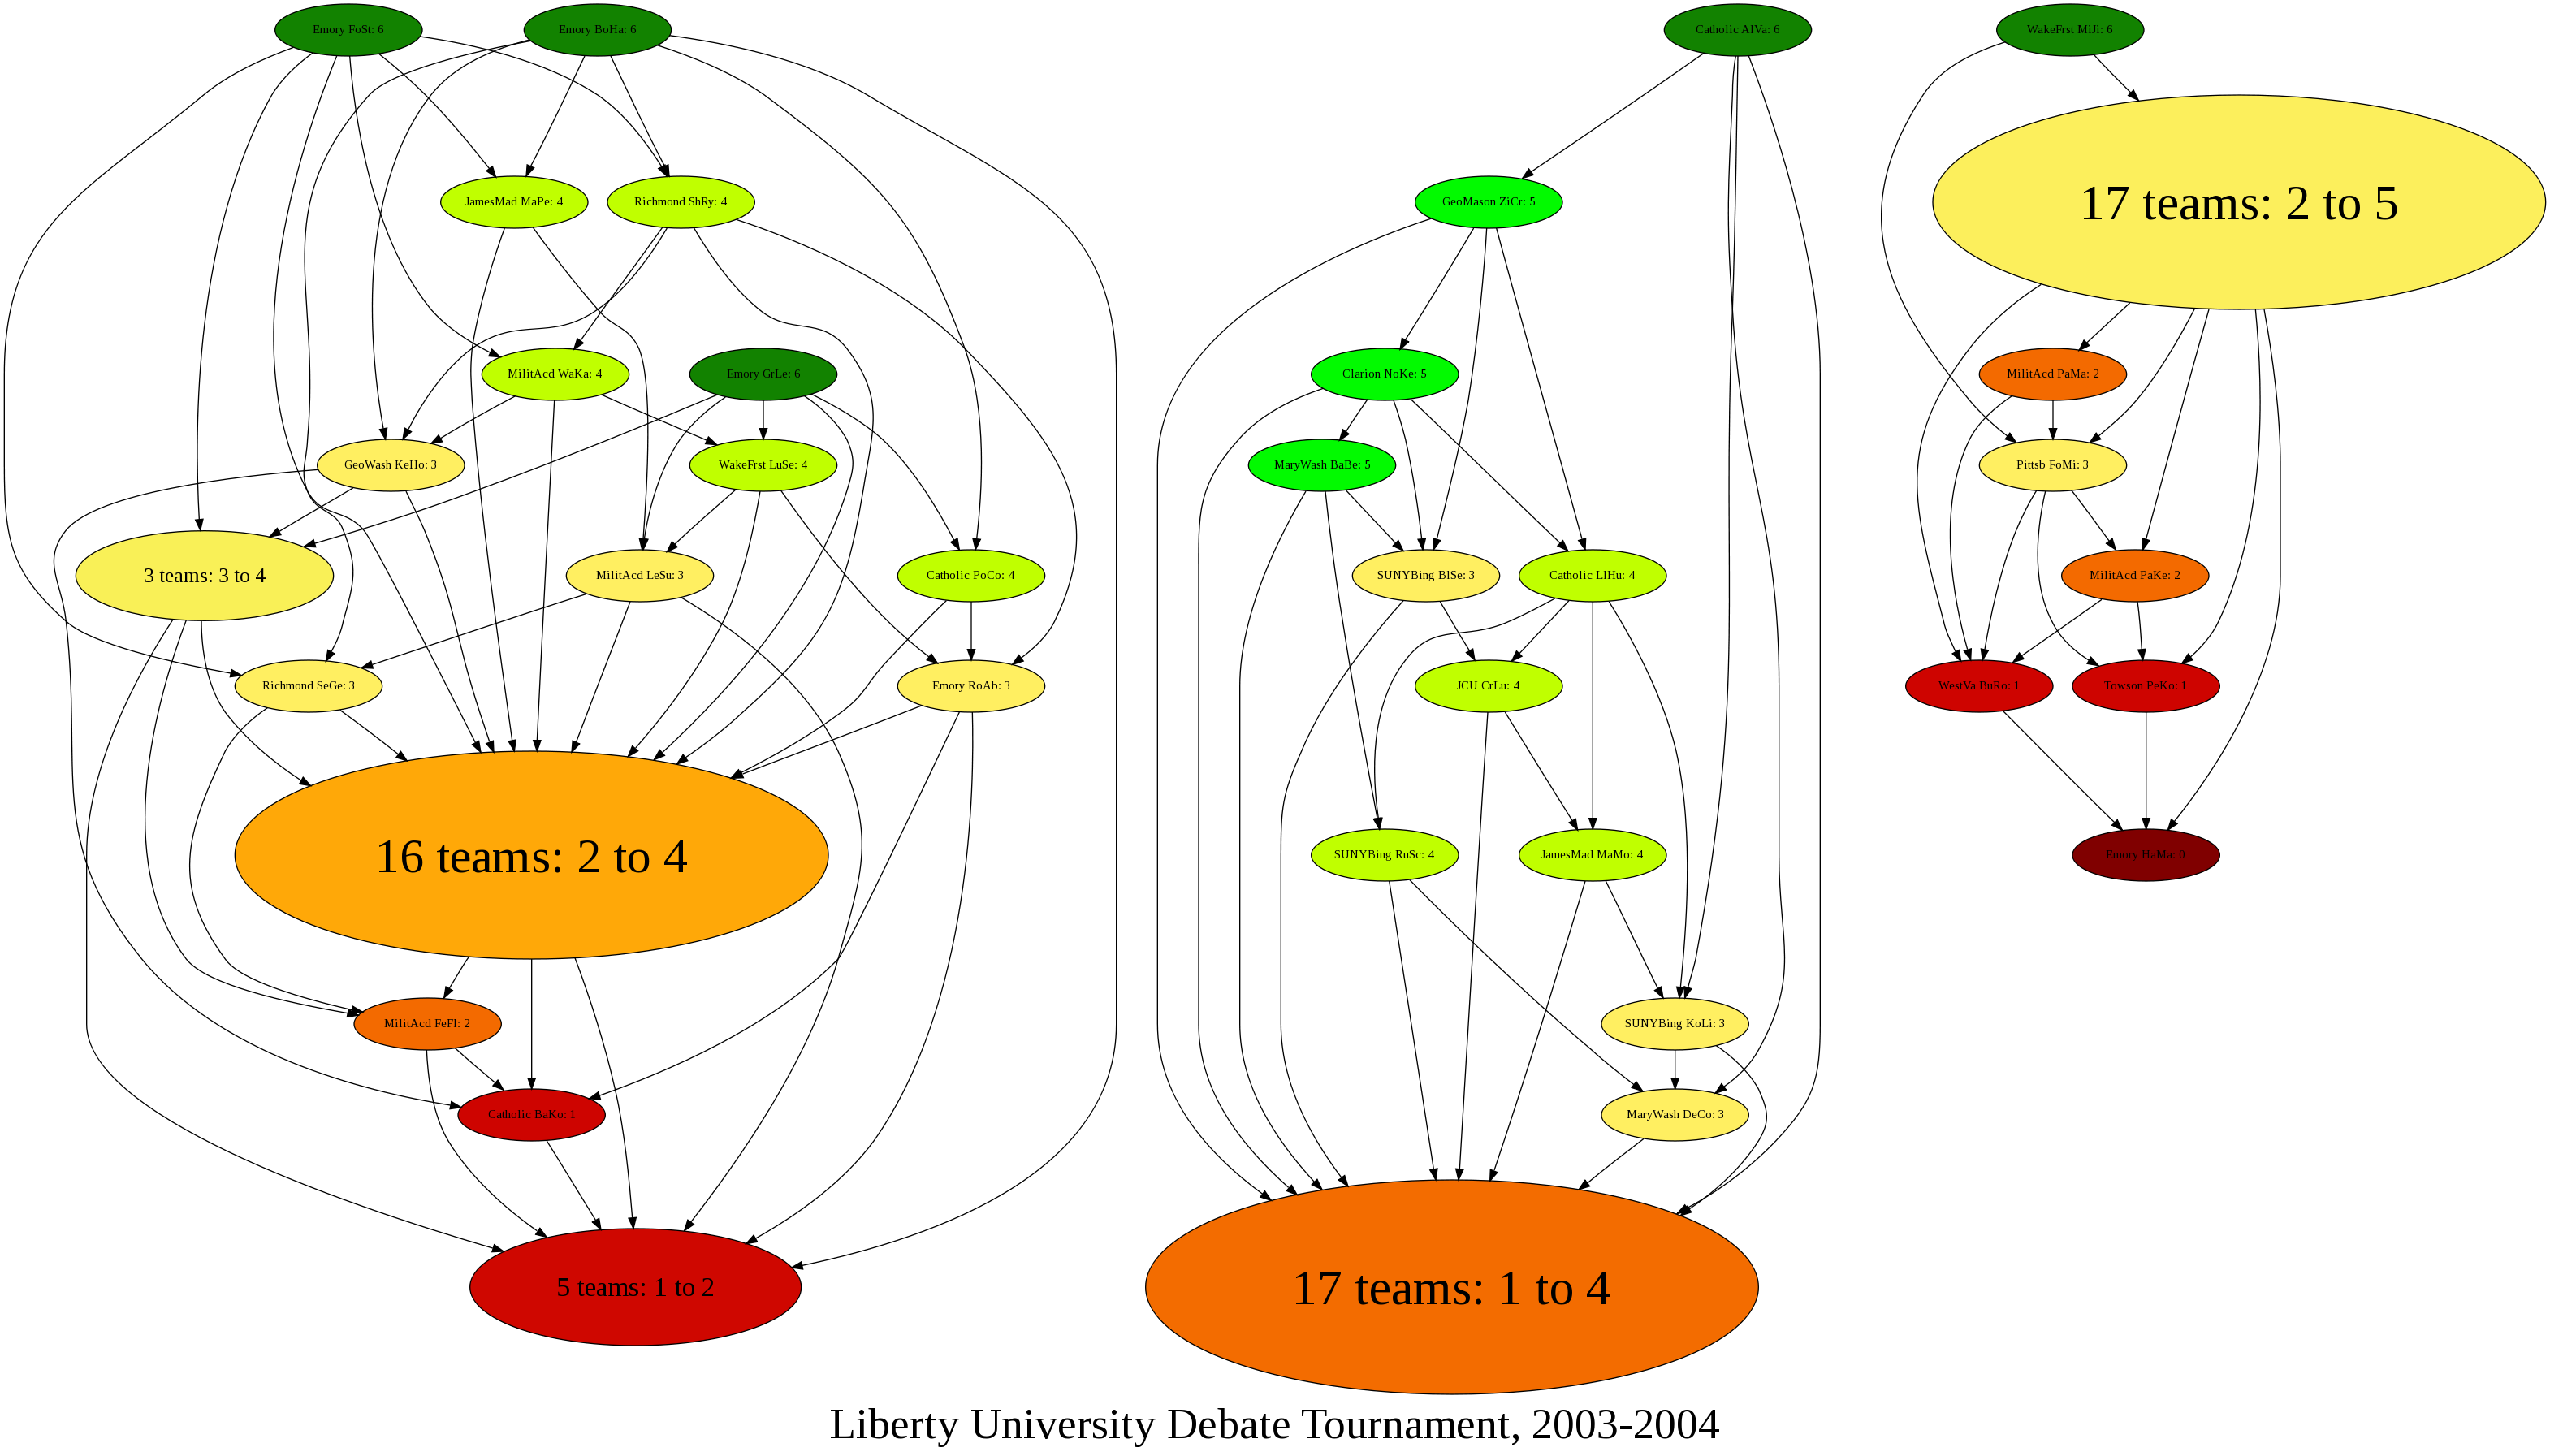 Emory FoSt: 6
Emory BoHa: 6
Catholic AlVa: 6
WakeFrst MiJi: 6
JamesMad MaPe: 4
Richmond ShRy: 4
GeoMason ZiCr: 5
17 teams: 2 to 5
MilitAcd WaKa: 4
Emory GrLe: 6
Clarion NoKe: 5
MilitAcd PaMa: 2
GeoWash KeHo: 3
WakeFrst LuSe: 4
MaryWash BaBe: 5
Pittsb FoMi: 3
3 teams: 3 to 4
MilitAcd LeSu: 3
Catholic PoCo: 4
SUNYBing BlSe: 3
Catholic LlHu: 4
MilitAcd PaKe: 2
Richmond SeGe: 3
Emory RoAb: 3
JCU CrLu: 4
WestVa BuRo: 1
Towson PeKo: 1
16 teams: 2 to 4
SUNYBing RuSc: 4
JamesMad MaMo: 4
Emory HaMa: 0
MilitAcd FeFl: 2
SUNYBing KoLi: 3
Catholic BaKo: 1
MaryWash DeCo: 3
5 teams: 1 to 2
17 teams: 1 to 4
Liberty University Debate Tournament, 2003-2004